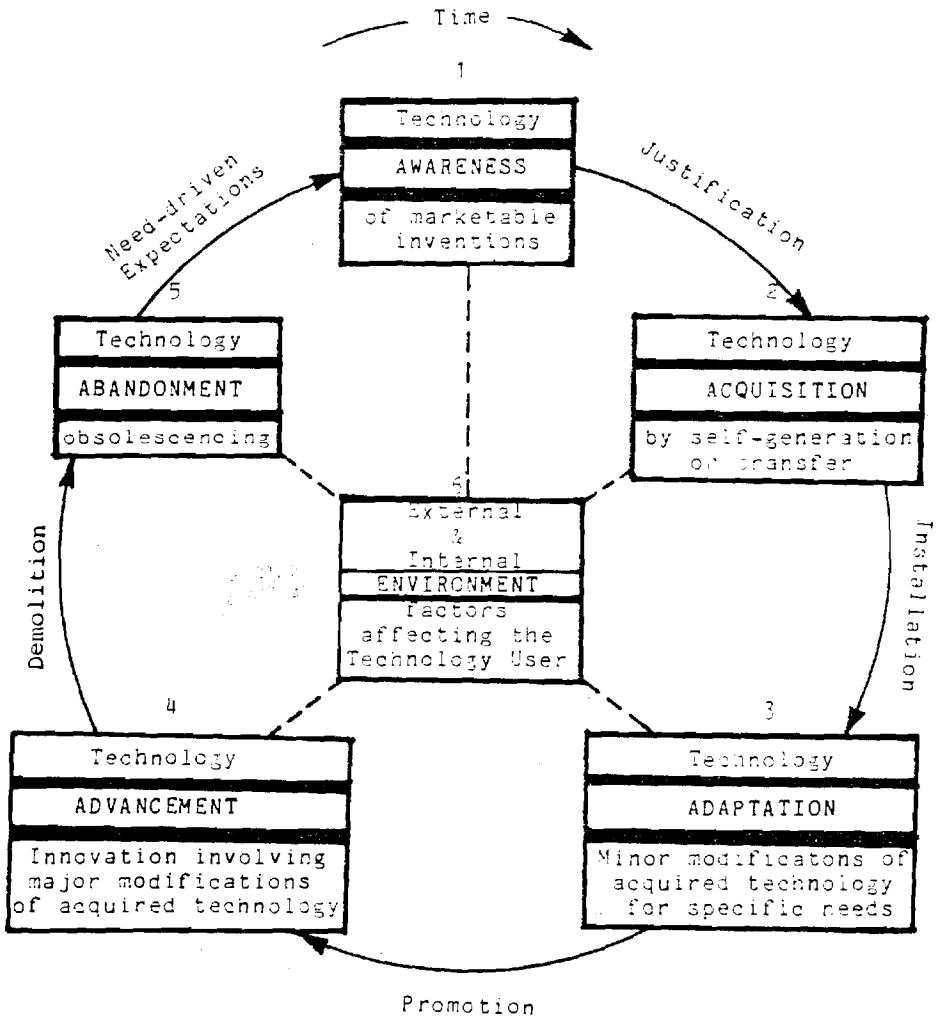 Time
1
Technology
AWARENESS
of marketable
inventions
Justification
2
Technology
ACQUISITION
by self-generation
or transfer
Installation
3
Technology
ADAPTATION
Minor modificatons of
acquired technology
for specific needs
Promotion
4
Technology
ADVANCEMENT
Innovation involving
major modifications
of acquired technology
Demolition
5
Technology
ABANDONMENT
obsolescencing
Need-driven
Expectations
6
External
&
Internal
ENVIRONMENT
factors
affecting the
Technology User